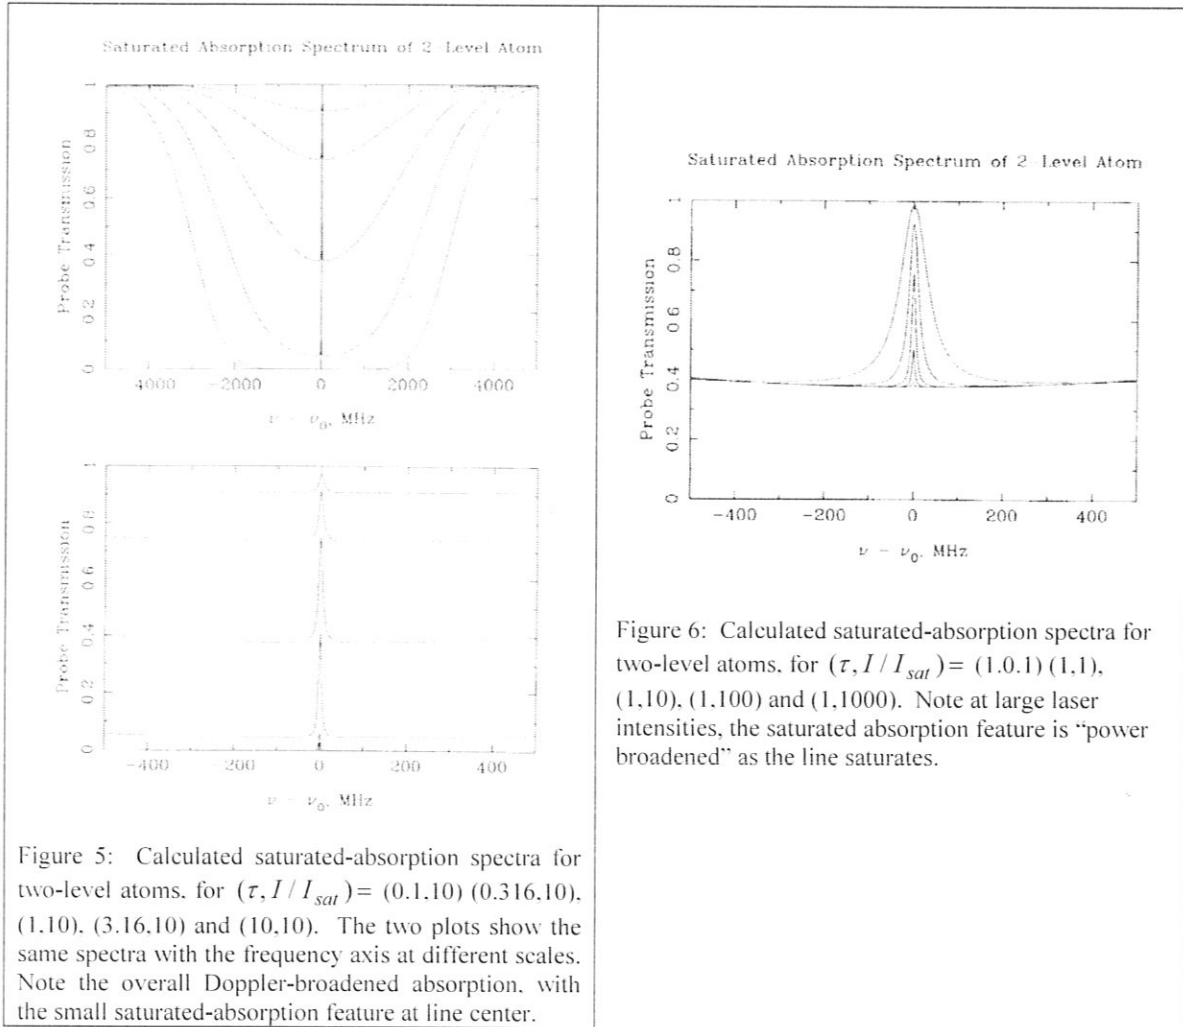 Saturated Absorption Spectrum of 2-Level Atom
Probe Transmission
0 0.2 0.4 0.6 0.8 1
-4000 -2000 0 2000 4000
ν - ν0, MHz
Probe Transmission
0 0.2 0.4 0.6 0.8 1
-400 -200 0 200 400
ν - ν0, MHz
Figure 5: Calculated saturated-absorption spectra for
two-level atoms, for (τ, I / Isat) = (0.1,10) (0.316,10),
(1,10), (3.16,10) and (10,10). The two plots show the
same spectra with the frequency axis at different scales.
Note the overall Doppler-broadened absorption, with
the small saturated-absorption feature at line center.
Saturated Absorption Spectrum of 2-Level Atom
Probe Transmission
0 0.2 0.4 0.6 0.8 1
-400 -200 0 200 400
ν - ν0, MHz
Figure 6: Calculated saturated-absorption spectra for
two-level atoms, for (τ, I / Isat) = (1.0.1) (1,1),
(1,10), (1,100) and (1,1000). Note at large laser
intensities, the saturated absorption feature is “power
broadened” as the line saturates.